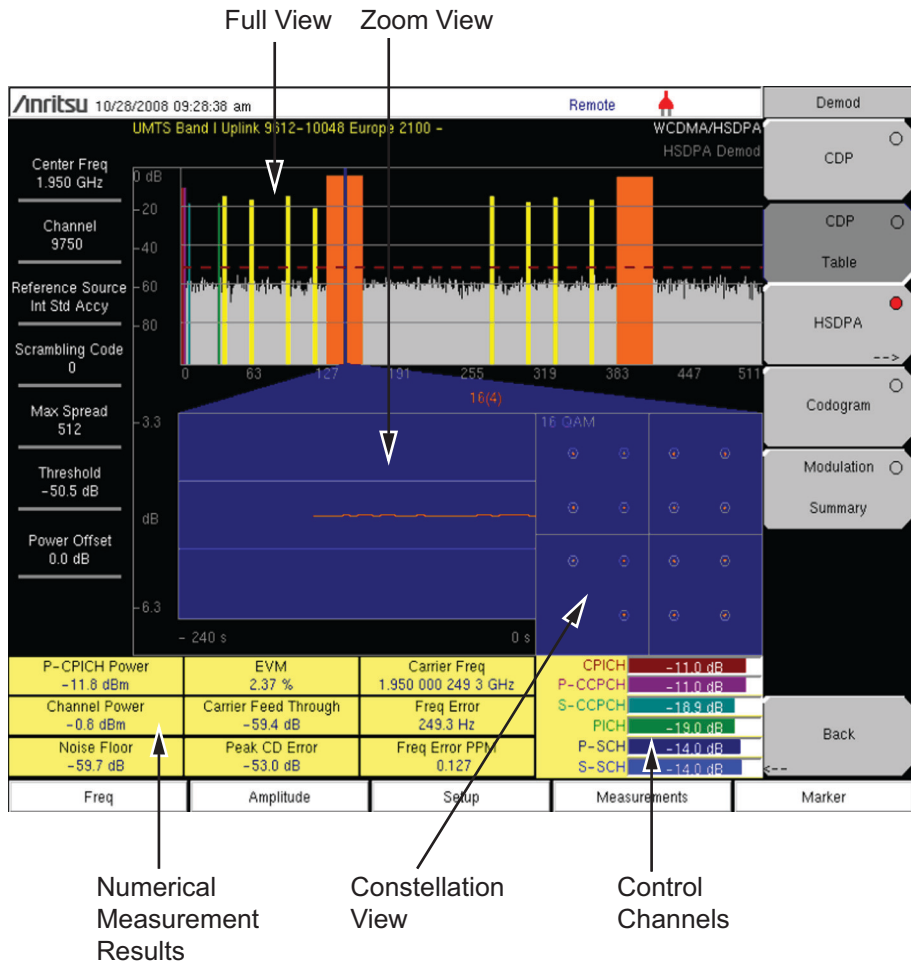 Full View Zoom View
/Inritsu 10/28/2008 09:28:38 am Remote Demod
UMTS Band I Uplink 9612-10048 Europe 2100 - WCDMA/HSDPA
HSDPA Demod
Center Freq
1.950 GHz
Channel
9750
Reference Source
Int Std Accy
Scrambling Code
0
Max Spread
512
Threshold
-50.5 dB
Power Offset
0.0 dB
0 dB
-20
-40
-60
-80
0 63 127 191 255 319 383 447 511
16(4)
-3.3
dB
-6.3
- 240 s 0 s
16 QAM
CDP
CDP
Table
HSDPA
-->
Codogram
Modulation
Summary
Back
<--
P-CPICH Power
-11.8 dBm
EVM
2.37 %
Carrier Freq
1.950 000 249 3 GHz
Channel Power
-0.8 dBm
Carrier Feed Through
-59.4 dB
Freq Error
249.3 Hz
Noise Floor
-59.7 dB
Peak CD Error
-53.0 dB
Freq Error PPM
0.127
CPICH -11.0 dB
P-CCPCH -11.0 dB
S-CCPCH -18.9 dB
PICH -19.0 dB
P-SCH -14.0 dB
S-SCH -14.0 dB
Freq Amplitude Setup Measurements Marker
Numerical
Measurement
Results
Constellation
View
Control
Channels